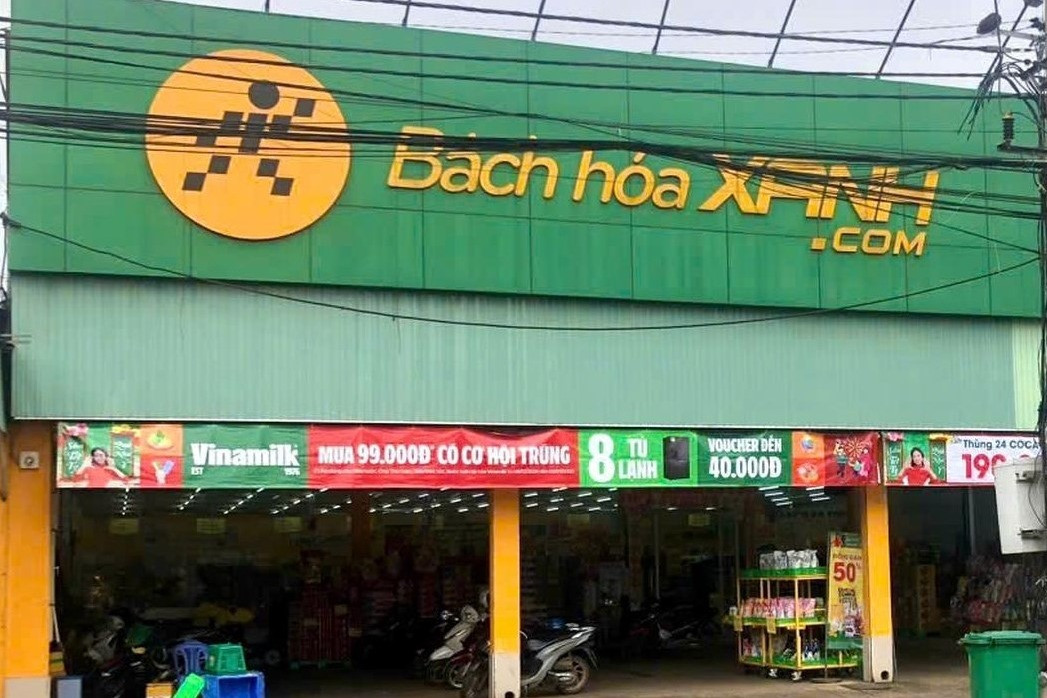 Bách hóa XANH
.COM
Vinamilk
EST 1976
MUA 99.000Đ CÓ CƠ HỘI TRÚNG
8 TỦ LẠNH
VOUCHER ĐẾN 40.000Đ
Thùng 24 COCA
50%